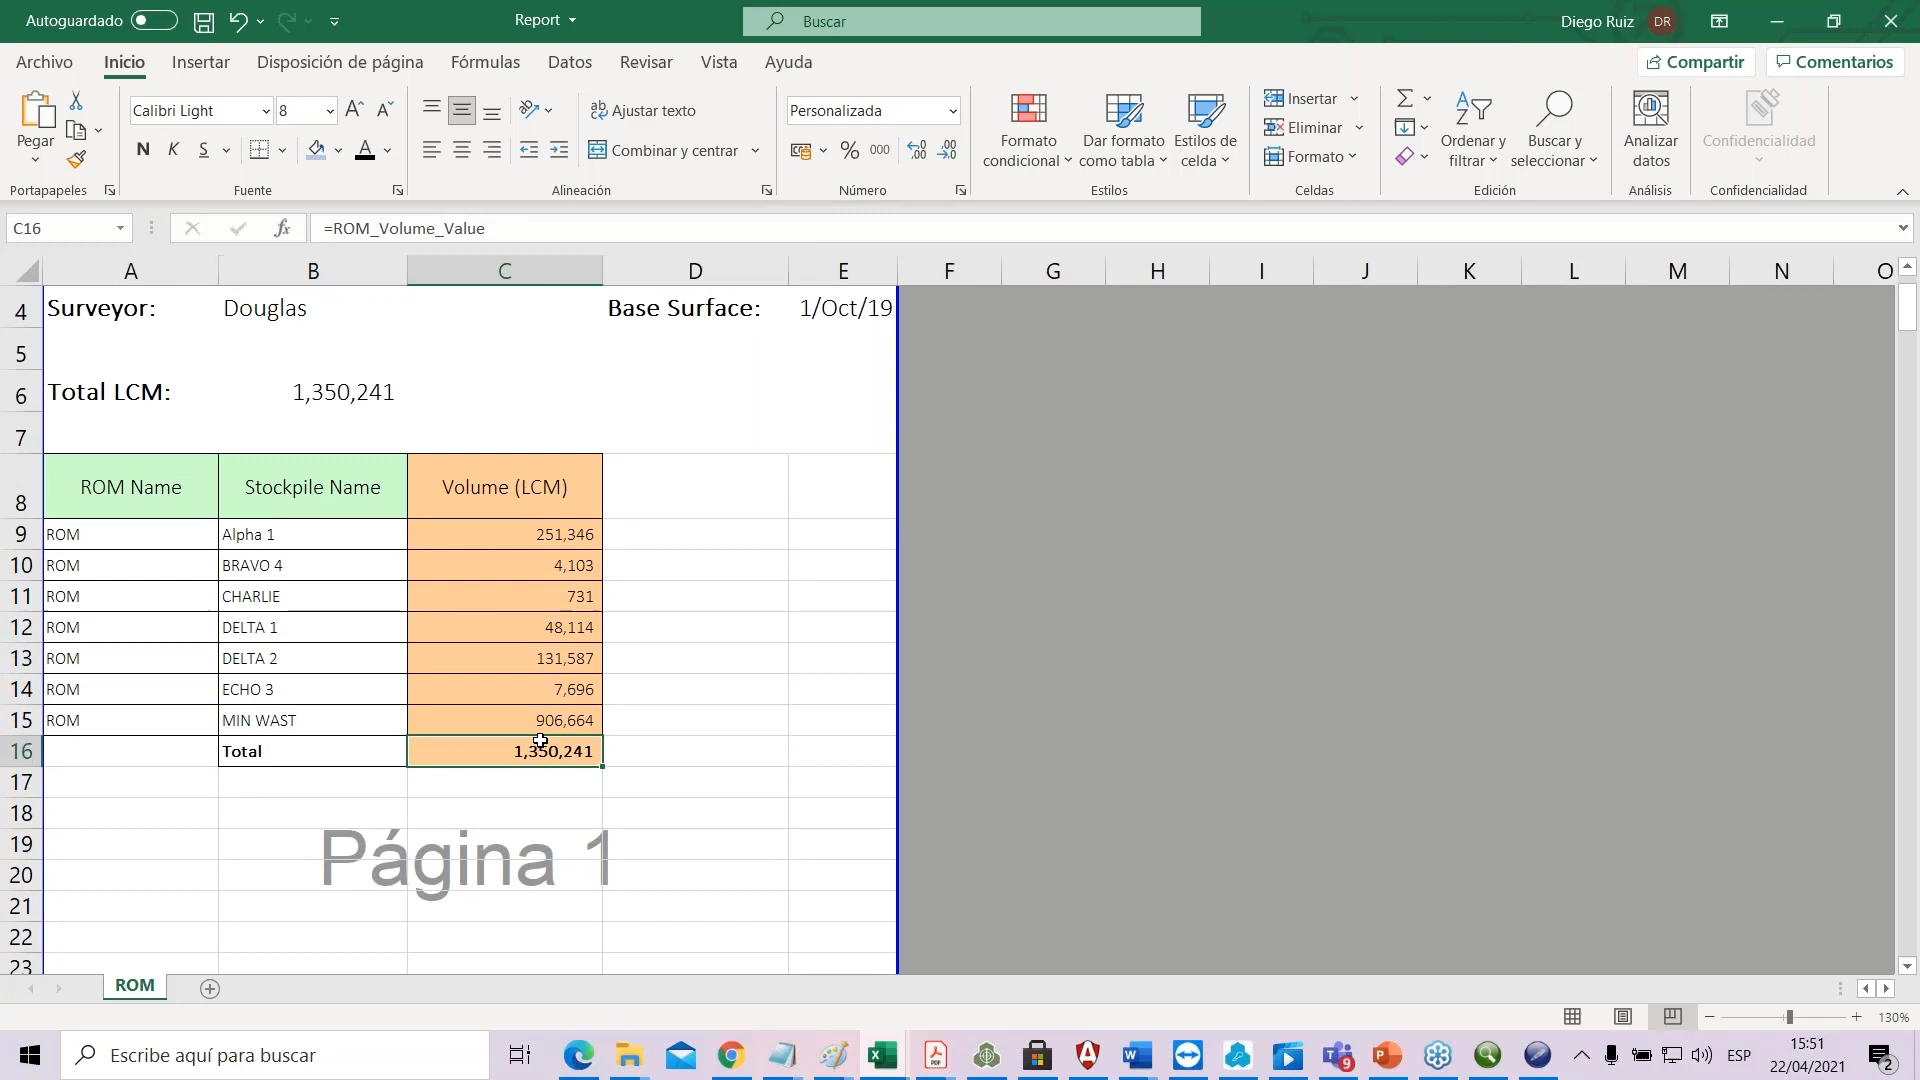 Autoguardado
Report
Buscar
Diego Ruiz
DR
Archivo Inicio Insertar Disposición de página Fórmulas Datos Revisar Vista Ayuda
Compartir
Comentarios
Pegar
Calibri Light 8
N K S
Ajustar texto
Combinar y centrar
Personalizada
% 000
Formato condicional
Dar formato como tabla
Estilos de celda
Insertar
Eliminar
Formato
Ordenar y filtrar
Buscar y seleccionar
Analizar datos
Confidencialidad
Portapapeles Fuente Alineación Número Estilos Celdas Edición Análisis Confidencialidad
C16
fx
=ROM_Volume_Value
A B C D E F G H I J K L M N O
4 Surveyor: Douglas Base Surface: 1/Oct/19
5
6 Total LCM: 1,350,241
7
8 ROM Name Stockpile Name Volume (LCM)
9 ROM Alpha 1 251,346
10 ROM BRAVO 4 4,103
11 ROM CHARLIE 731
12 ROM DELTA 1 48,114
13 ROM DELTA 2 131,587
14 ROM ECHO 3 7,696
15 ROM MIN WAST 906,664
16 Total 1,350,241
17
18
19
Página 1
20
21
22
23
ROM
130%
Escribe aquí para buscar
ESP
15:51
22/04/2021
9
2